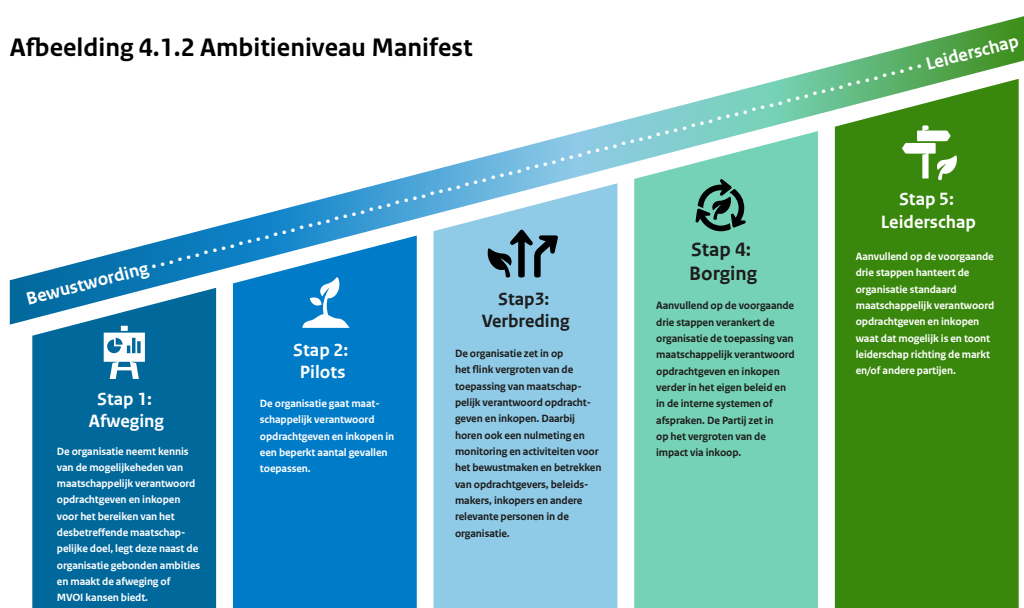 Afbeelding 4.1.2 Ambitieniveau Manifest
Bewustwording
Leiderschap
Stap 1:
Afweging
De organisatie neemt kennis
van de mogelijkeheden van
maatschappelijk verantwoord
opdrachtgeven en inkopen
voor het bereiken van het
desbetreffende maatschap-
pelijke doel, legt deze naast de
organisatie gebonden ambities
en maakt de afweging of
MVOI kansen biedt.
Stap 2:
Pilots
De organisatie gaat maat-
schappelijk verantwoord
opdrachtgeven en inkopen in
een beperkt aantal gevallen
toepassen.
Stap3:
Verbreding
De organisatie zet in op
het flink vergroten van de
toepassing van maatschap-
pelijk verantwoord opdracht-
geven en inkopen. Daarbij
horen ook een nulmeting en
monitoring en activiteiten voor
het bewustmaken en betrekken
van opdrachtgevers, beleids-
makers, inkopers en andere
relevante personen in de
organisatie.
Stap 4:
Borging
Aanvullend op de voorgaande
drie stappen verankert de
organisatie de toepassing van
maatschappelijk verantwoord
opdrachtgeven en inkopen
verder in het eigen beleid en
in de interne systemen of
afspraken. De Partij zet in
op het vergroten van de
impact via inkoop.
Stap 5:
Leiderschap
Aanvullend op de voorgaande
drie stappen hanteert de
organisatie standaard
maatschappelijk verantwoord
opdrachtgeven en inkopen
waat dat mogelijk is en toont
leiderschap richting de markt
en/of andere partijen.